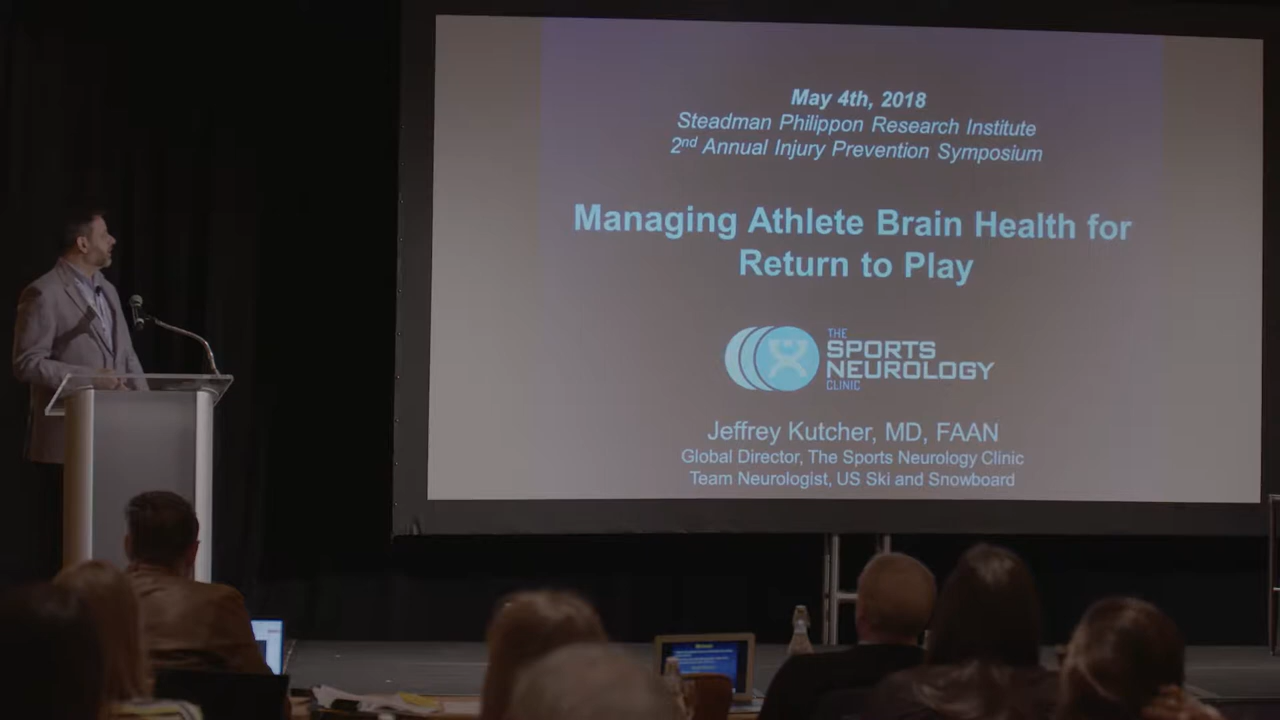 May 4th, 2018
Steadman Philippon Research Institute
2nd Annual Injury Prevention Symposium
Managing Athlete Brain Health for
Return to Play
THE
SPORTS
NEUROLOGY
CLINIC
Jeffrey Kutcher, MD, FAAN
Global Director, The Sports Neurology Clinic
Team Neurologist, US Ski and Snowboard